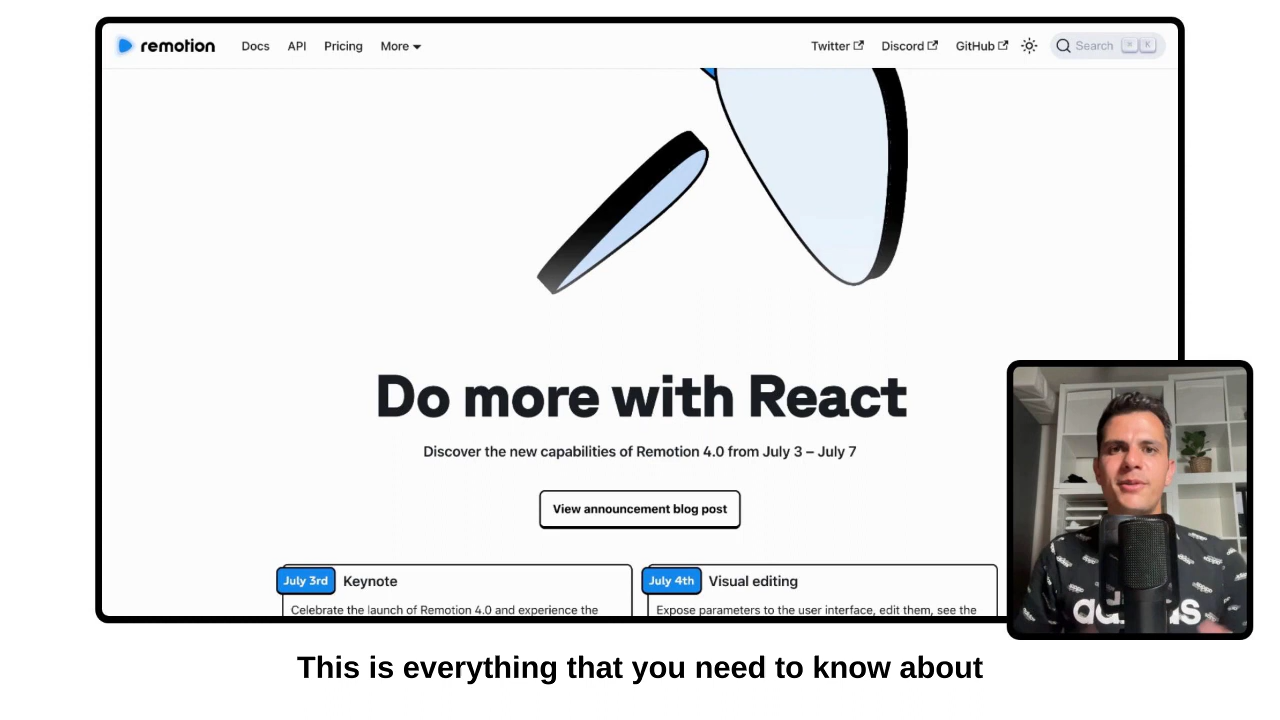 remotion Docs API Pricing More Twitter Discord GitHub Search ⌘ K
Do more with React
Discover the new capabilities of Remotion 4.0 from July 3 – July 7
View announcement blog post
July 3rd Keynote
Celebrate the launch of Remotion 4.0 and experience the
July 4th Visual editing
Expose parameters to the user interface, edit them, see the
adidas
This is everything that you need to know about